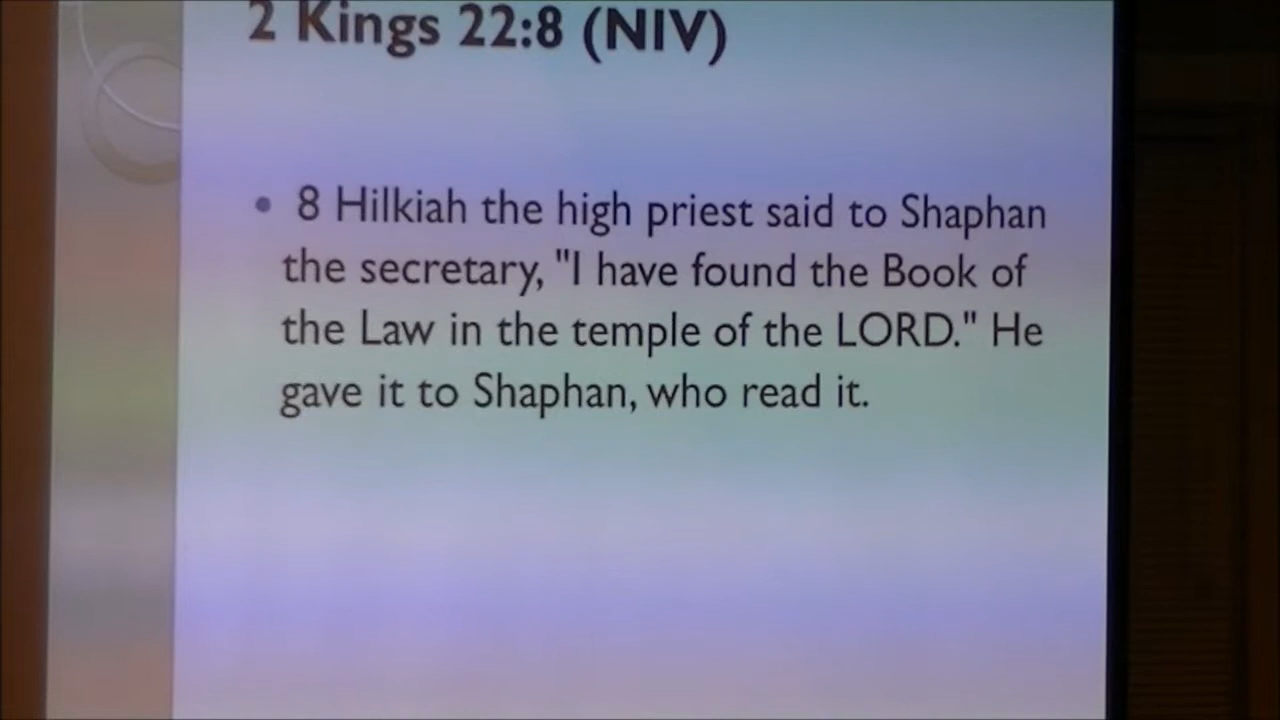 2 Kings 22:8 (NIV)
• 8 Hilkiah the high priest said to Shaphan
the secretary, "I have found the Book of
the Law in the temple of the LORD." He
gave it to Shaphan, who read it.